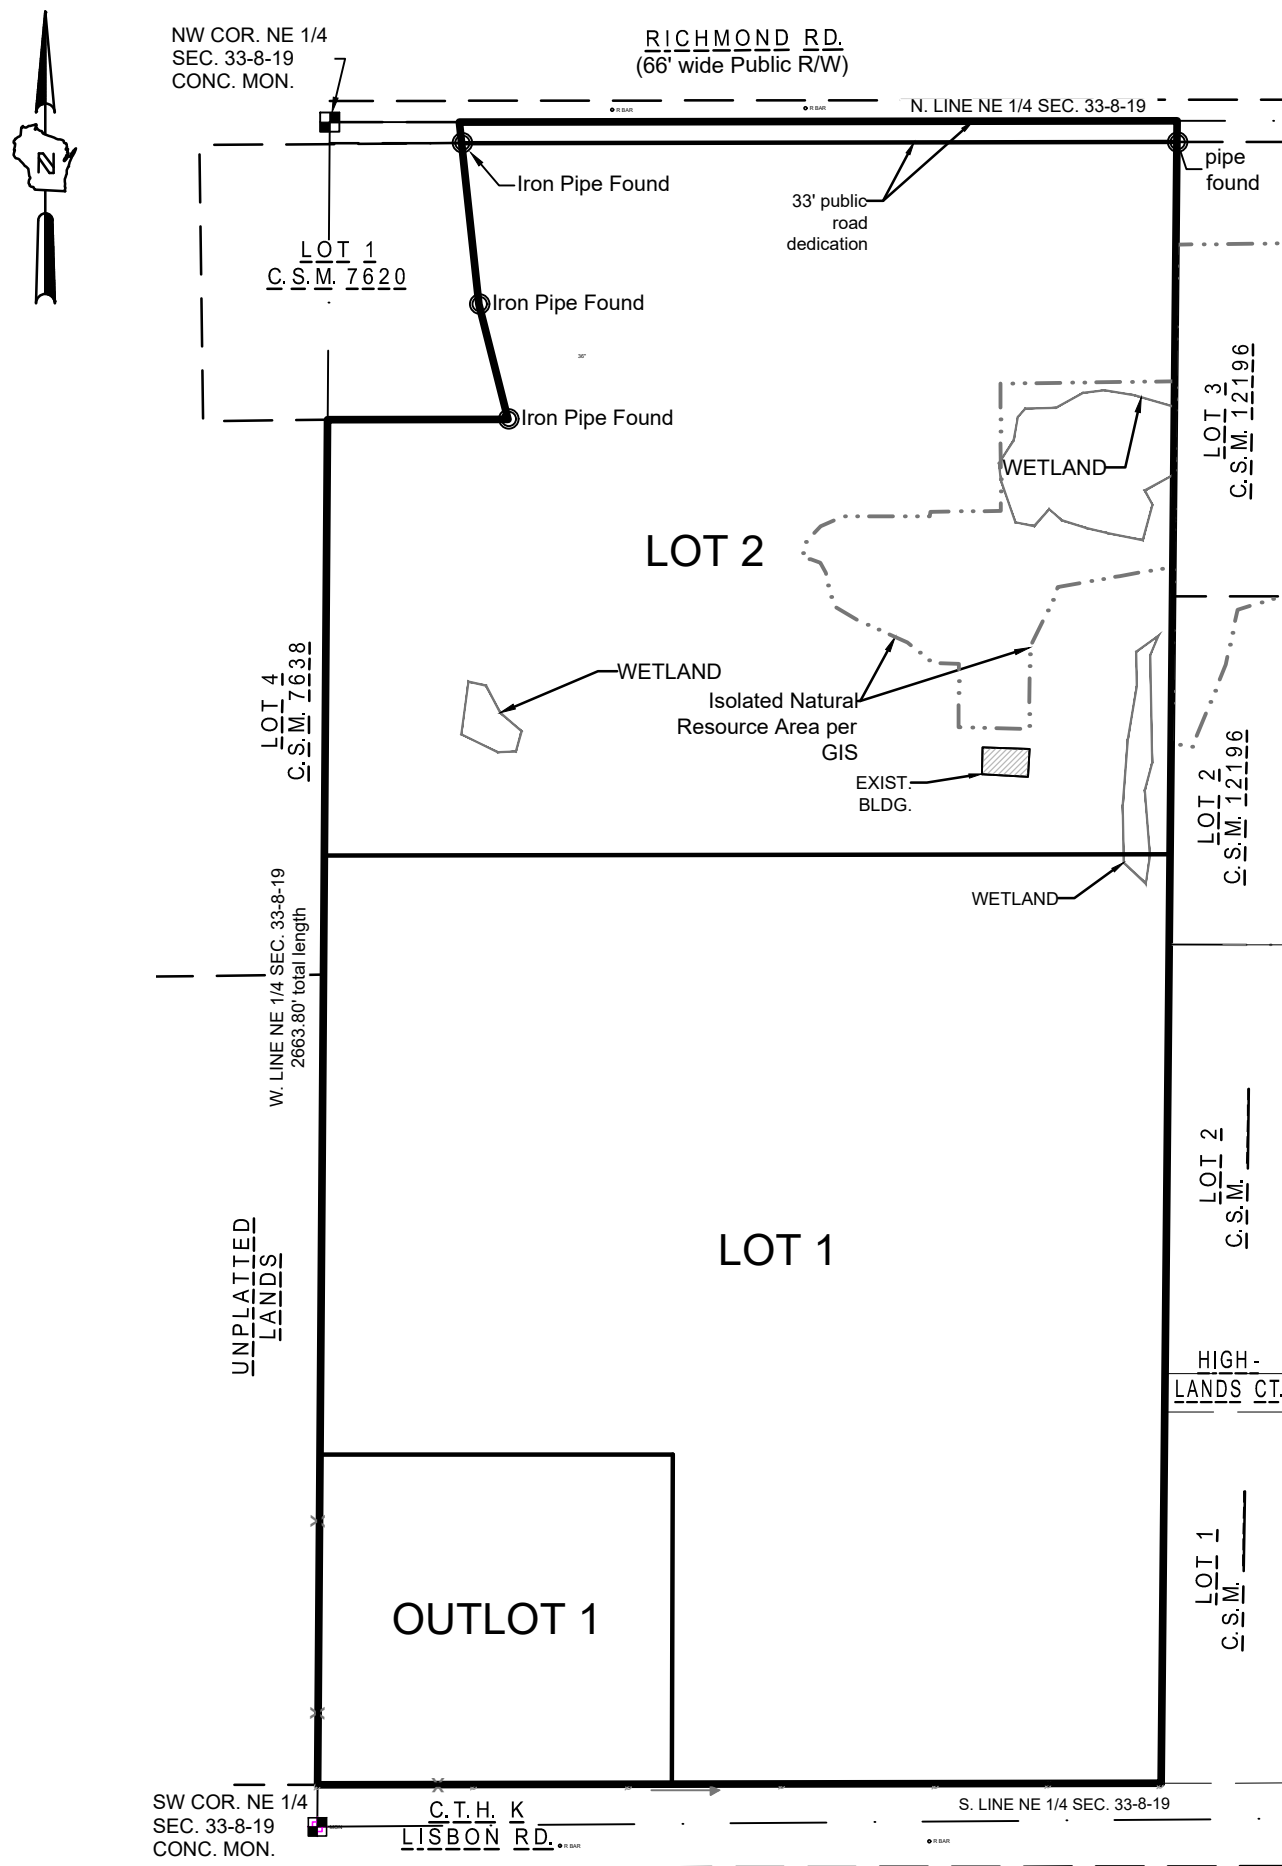 NW COR. NE 1/4
SEC. 33-8-19
CONC. MON.
RICHMOND RD.
(66' wide Public R/W)
R BAR
R BAR
N. LINE NE 1/4 SEC. 33-8-19
N
Iron Pipe Found
pipe
found
33' public
road
dedication
LOT 1
C.S.M. 7620
Iron Pipe Found
36"
Iron Pipe Found
LOT 3
C.S.M. 12196
WETLAND
LOT 2
LOT 4
C.S.M. 7638
WETLAND
Isolated Natural
Resource Area per
GIS
EXIST.
BLDG.
LOT 2
C.S.M. 12196
WETLAND
W. LINE NE 1/4 SEC. 33-8-19
2663.80' total length
LOT 2
C.S.M.
LOT 1
UNPLATTED
LANDS
HIGH-
LANDS CT.
LOT 1
C.S.M.
OUTLOT 1
SW COR. NE 1/4
SEC. 33-8-19
CONC. MON.
C.T.H. K
LISBON RD.
R BAR
S. LINE NE 1/4 SEC. 33-8-19
R BAR